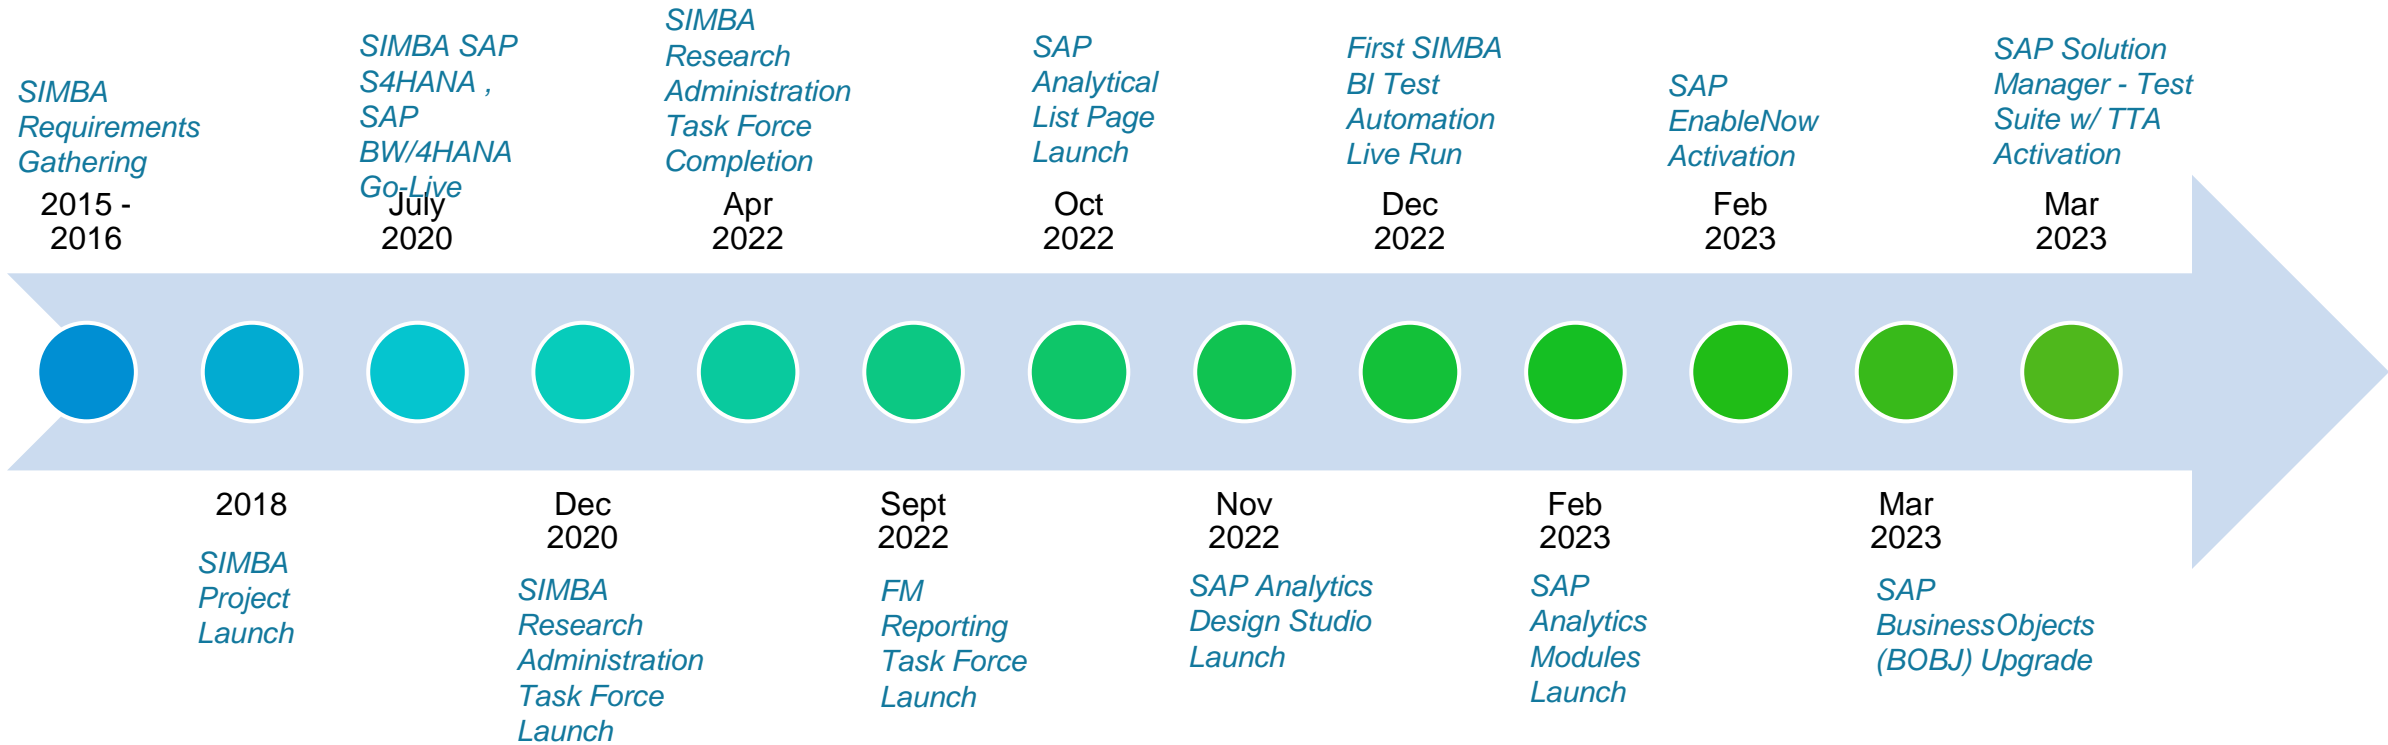 SIMBA
Requirements
Gathering
2015 -
2016
SIMBA SAP
S4HANA ,
SAP
BW/4HANA
Go-Live
July
2020
SIMBA
Research
Administration
Task Force
Completion
Apr
2022
SAP
Analytical
List Page
Launch
Oct
2022
First SIMBA
BI Test
Automation
Live Run
Dec
2022
SAP
EnableNow
Activation
Feb
2023
SAP Solution
Manager - Test
Suite w/ TTA
Activation
Mar
2023
2018
SIMBA
Project
Launch
Dec
2020
SIMBA
Research
Administration
Task Force
Launch
Sept
2022
FM
Reporting
Task Force
Launch
Nov
2022
SAP Analytics
Design Studio
Launch
Feb
2023
SAP
Analytics
Modules
Launch
Mar
2023
SAP
BusinessObjects
(BOBJ) Upgrade